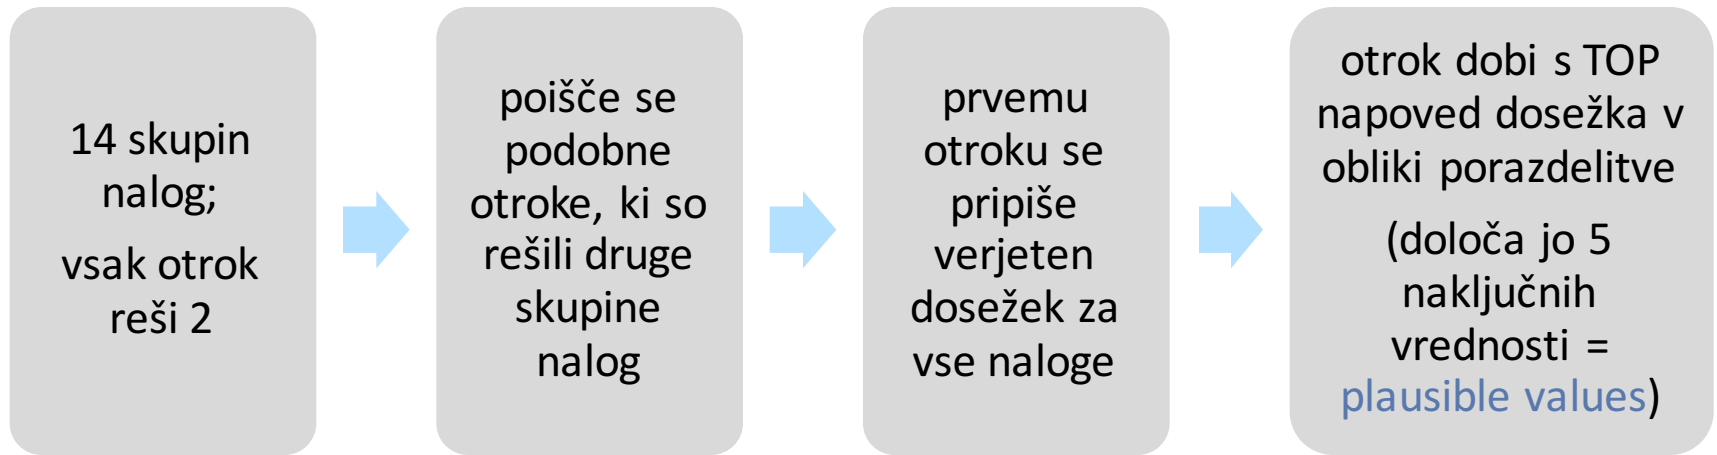 14 skupin
nalog;
vsak otrok
reši 2
poišče se
podobne
otroke, ki so
rešili druge
skupine
nalog
prvemu
otroku se
pripiše
verjeten
dosežek za
vse naloge
otrok dobi s TOP
napoved dosežka v
obliki porazdelitve
(določa jo 5
naključnih
vrednosti =
plausible values)